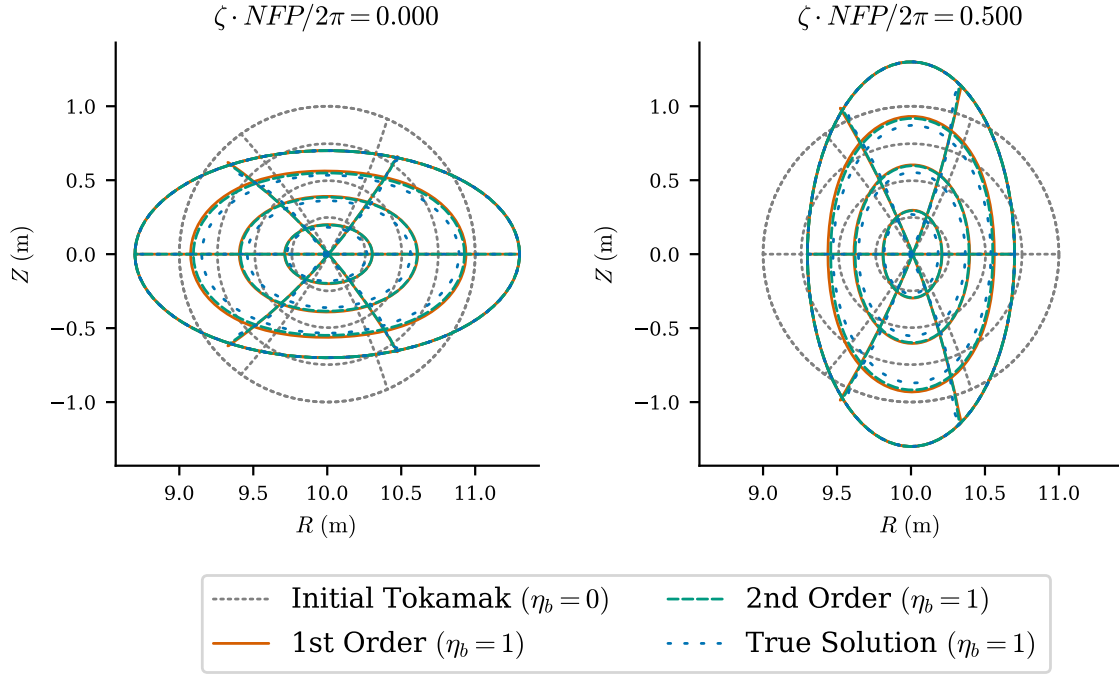 ζ · NFP/2π = 0.000
ζ · NFP/2π = 0.500
1.0
0.5
0.0
−0.5
−1.0
Z (m)
9.0 9.5 10.0 10.5 11.0
R (m)
1.0
0.5
0.0
−0.5
−1.0
Z (m)
9.0 9.5 10.0 10.5 11.0
R (m)
Initial Tokamak (η_b = 0)
1st Order (η_b = 1)
2nd Order (η_b = 1)
True Solution (η_b = 1)